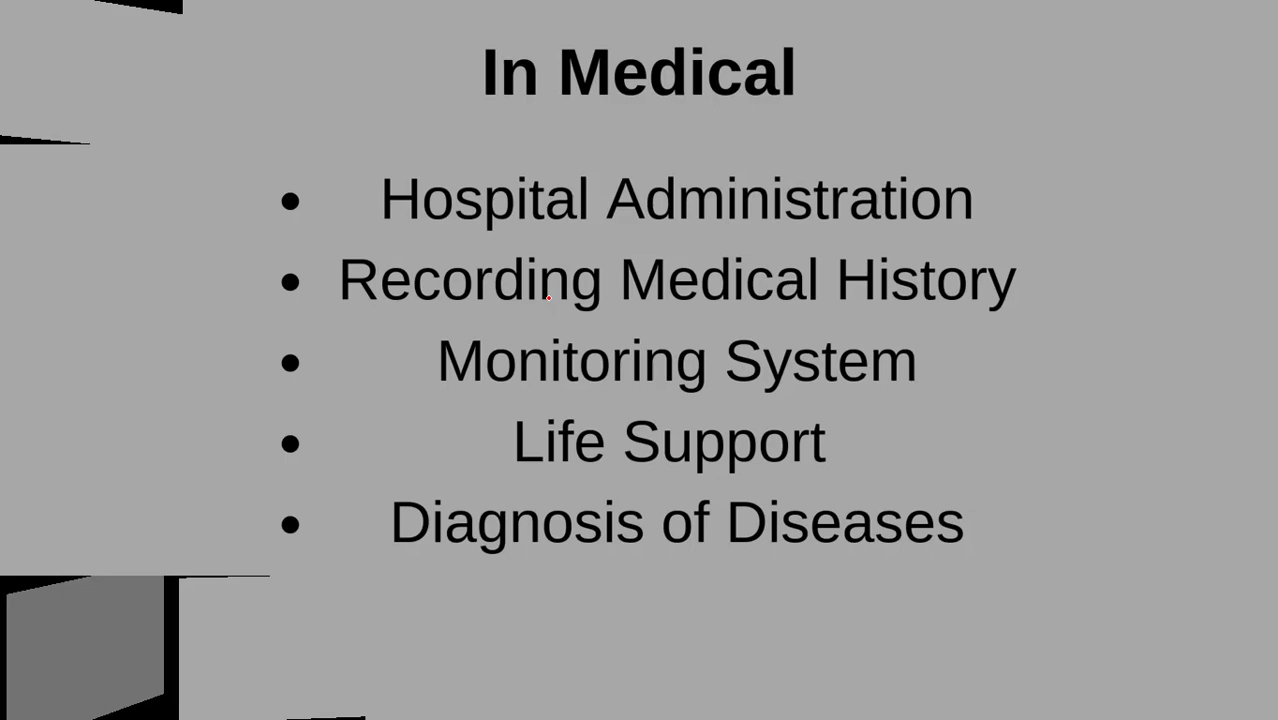 In Medical
• Hospital Administration
• Recording Medical History
• Monitoring System
• Life Support
• Diagnosis of Diseases